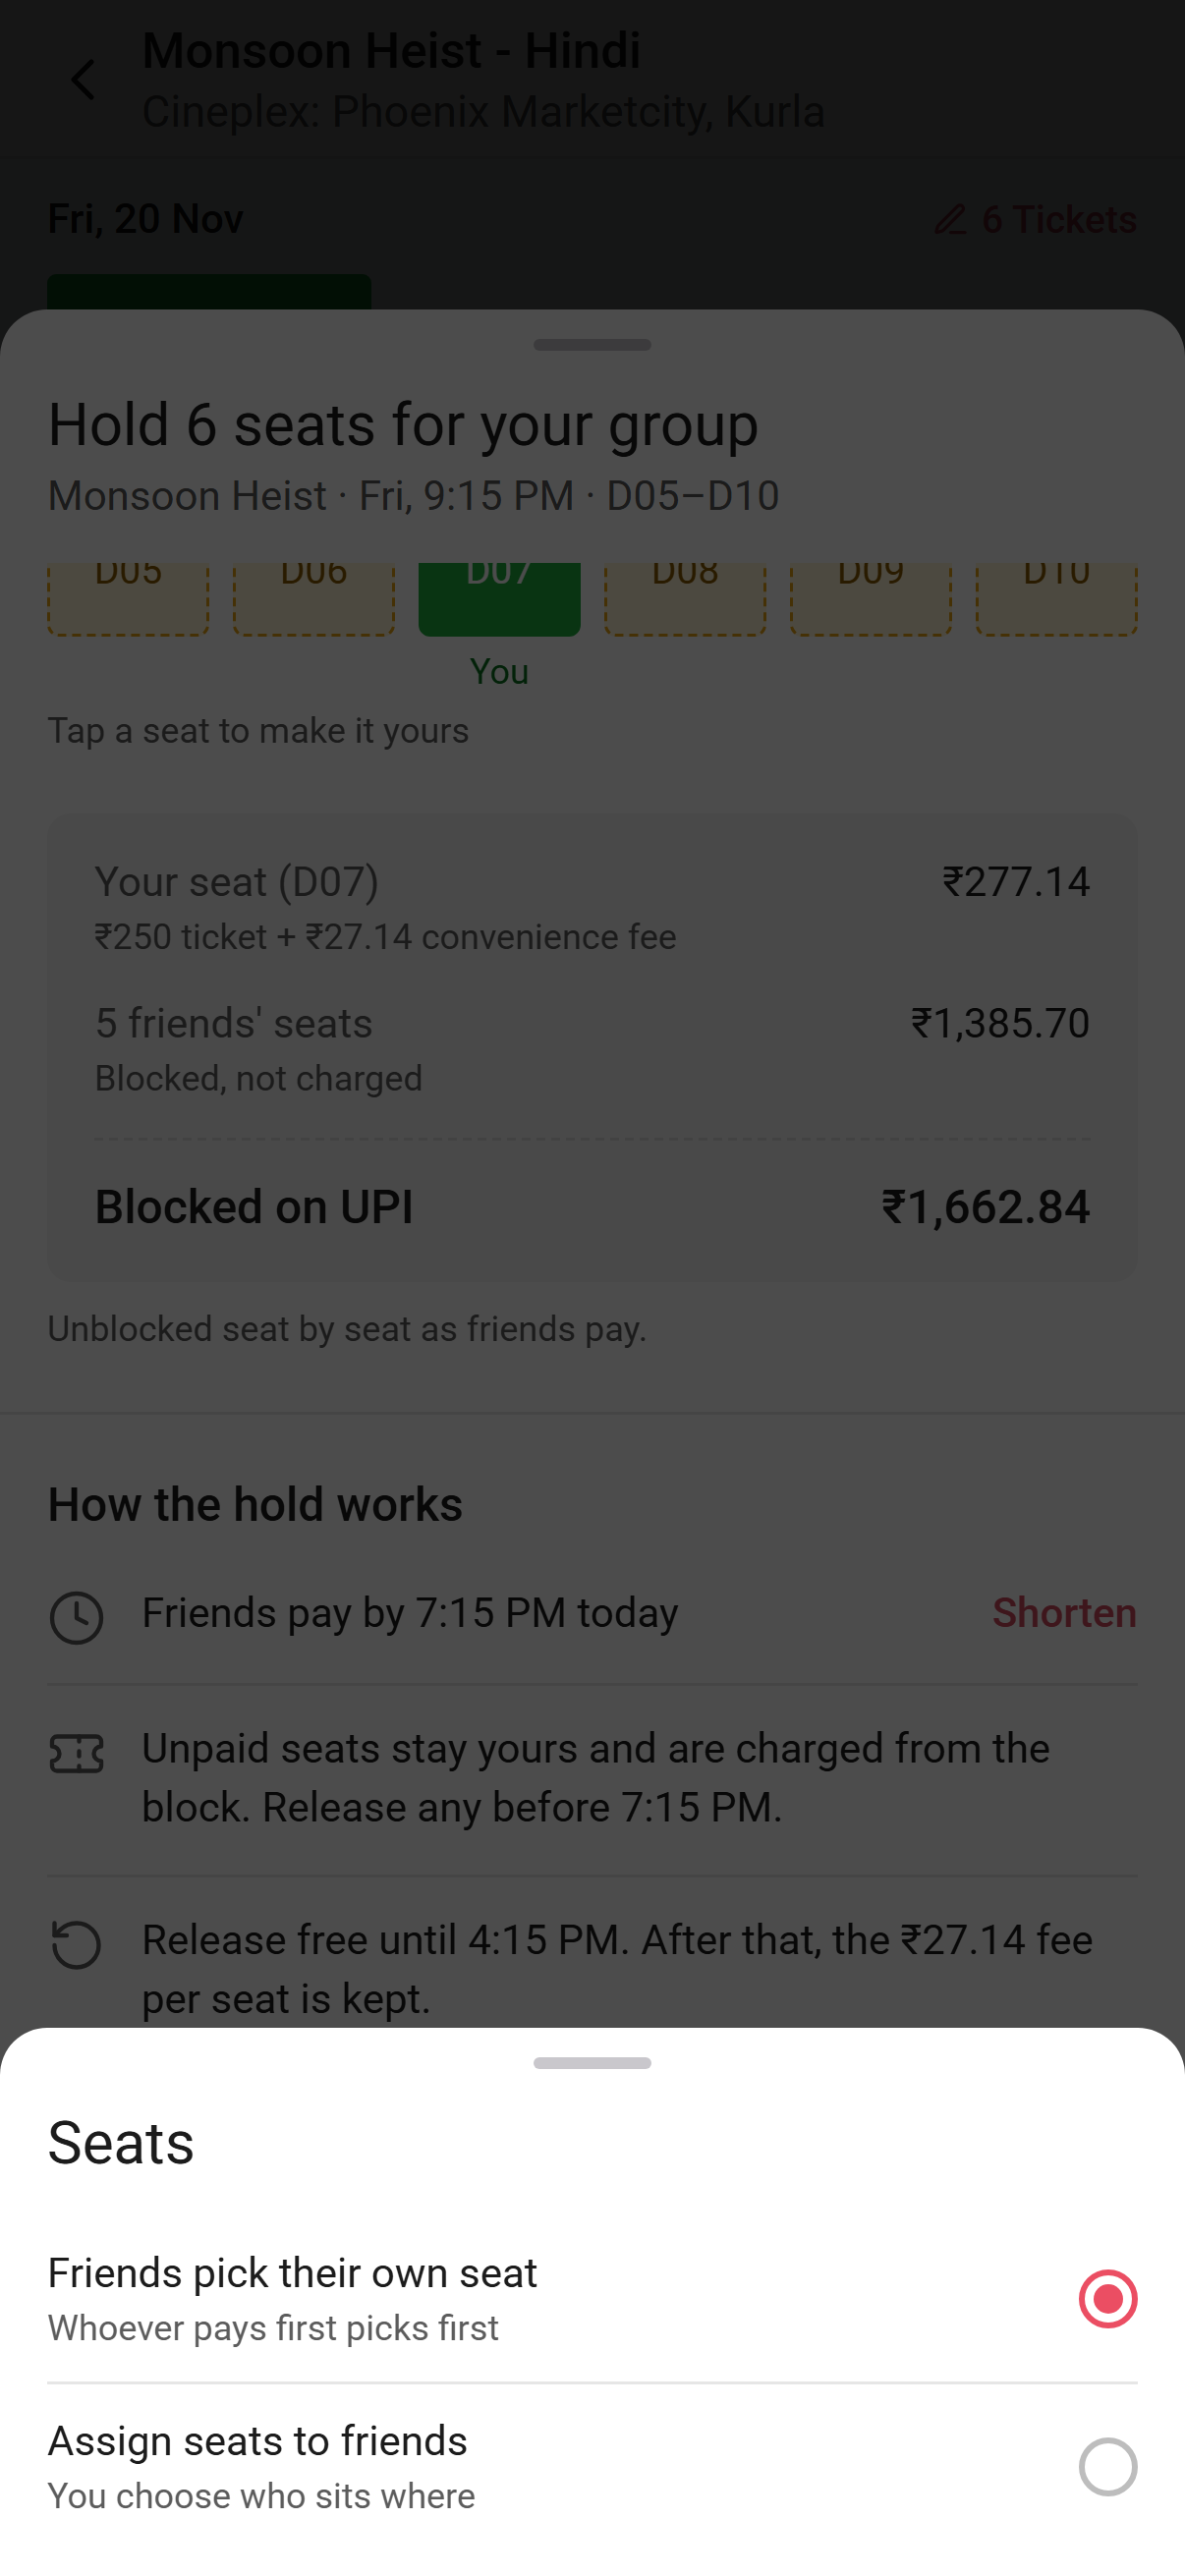 Monsoon Heist - Hindi
Cineplex: Phoenix Marketcity, Kurla
Fri, 20 Nov
6 Tickets
Hold 6 seats for your group
Monsoon Heist · Fri, 9:15 PM · D05–D10
D05 D06 D07 D08 D09 D10
You
Tap a seat to make it yours
Your seat (D07) ₹277.14
₹250 ticket + ₹27.14 convenience fee
5 friends' seats ₹1,385.70
Blocked, not charged
Blocked on UPI ₹1,662.84
Unblocked seat by seat as friends pay.
How the hold works
Friends pay by 7:15 PM today Shorten
Unpaid seats stay yours and are charged from the
block. Release any before 7:15 PM.
Release free until 4:15 PM. After that, the ₹27.14 fee
per seat is kept.
Seats
Friends pick their own seat
Whoever pays first picks first
Assign seats to friends
You choose who sits where